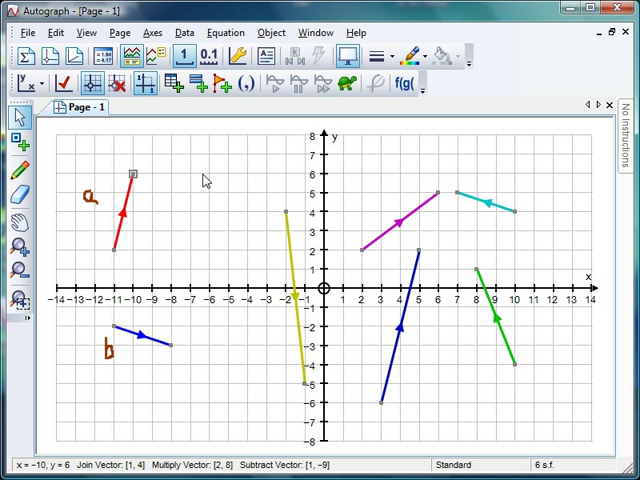 Autograph - [Page - 1]
File Edit View Page Axes Data Equation Object Window Help
1 0.1
y x f(g(
Page - 1
No Instructions
y
8
7
6
5
4
3
2
1
x
−14 −13 −12 −11 −10 −9 −8 −7 −6 −5 −4 −3 −2 −1 1 2 3 4 5 6 7 8 9 10 11 12 13 14
−1
−2
−3
−4
−5
−6
−7
−8
a
b
x = −10, y = 6 Join Vector: [1, 4] Multiply Vector: [2, 8] Subtract Vector: [1, −9] Standard 6 s.f.